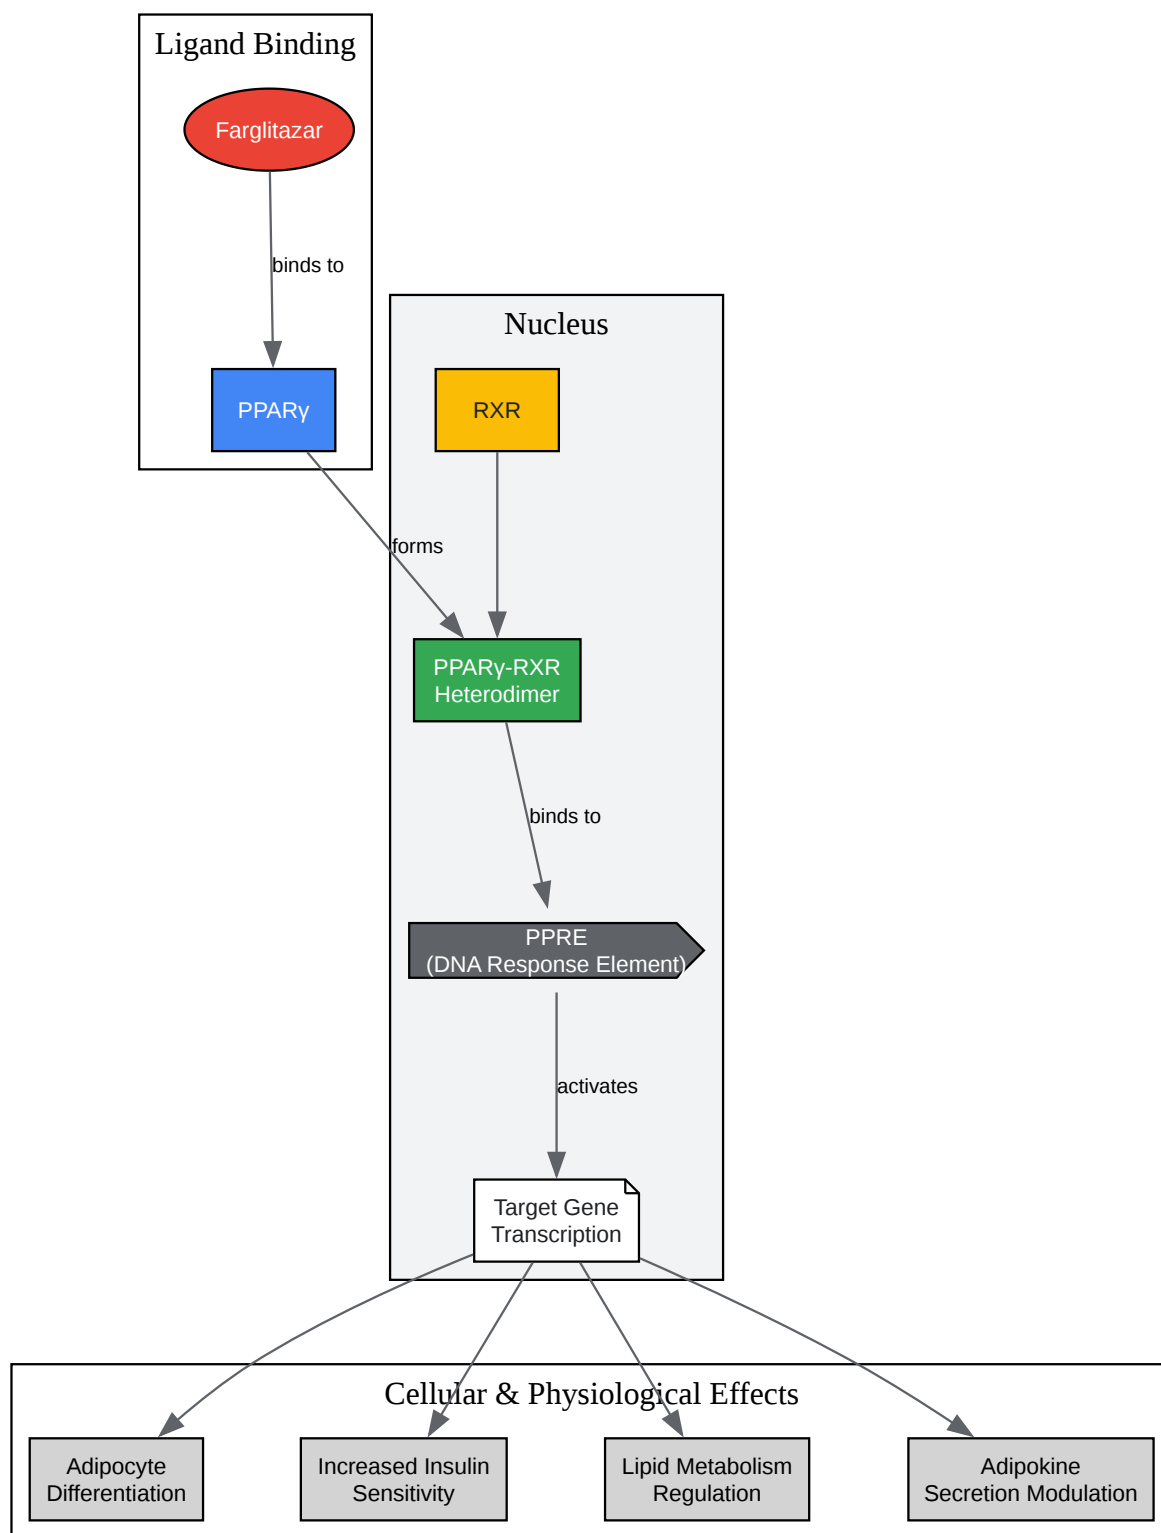 Ligand Binding
Farglitazar
binds to
Nucleus
PPARγ
RXR
forms
PPARγ-RXR
Heterodimer
binds to
PPRE
(DNA Response Element)
activates
Target Gene
Transcription
Cellular & Physiological Effects
Adipocyte
Differentiation
Increased Insulin
Sensitivity
Lipid Metabolism
Regulation
Adipokine
Secretion Modulation